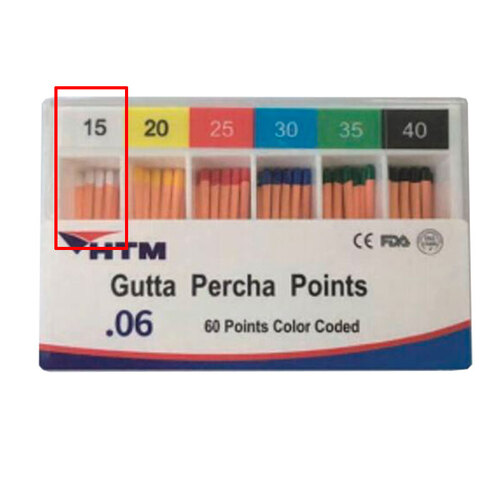 15 20 25 30 35 40
HTM CE FDA
Gutta Percha Points
.06 60 Points Color Coded